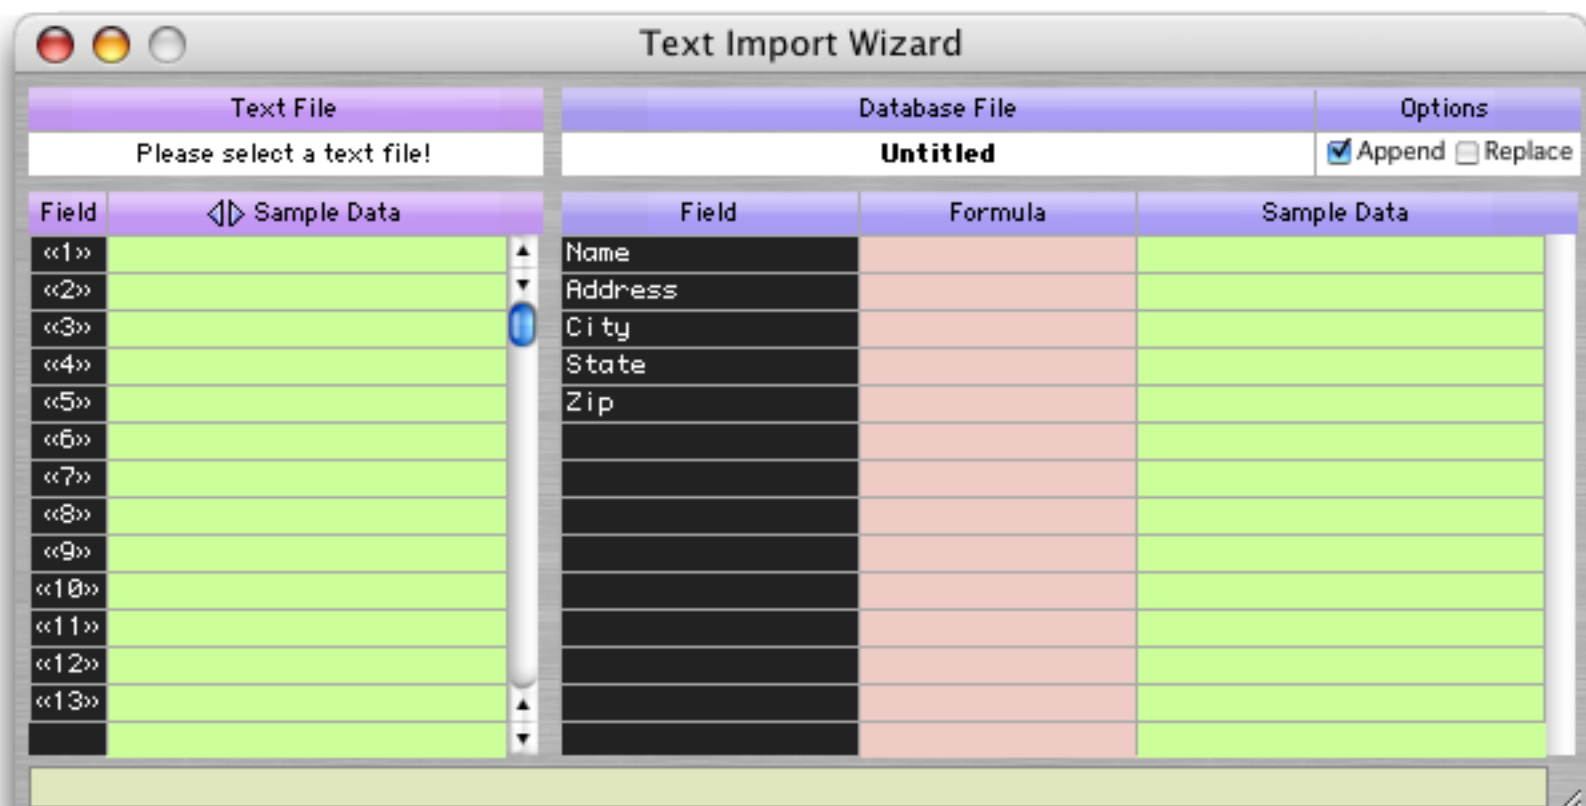 Text Import Wizard
Text File
Database File
Options
Please select a text file!
Untitled
Append
Replace
Field
Sample Data
Field
Formula
Sample Data
«1»
Name
«2»
Address
«3»
City
«4»
State
«5»
Zip
«6»
«7»
«8»
«9»
«10»
«11»
«12»
«13»